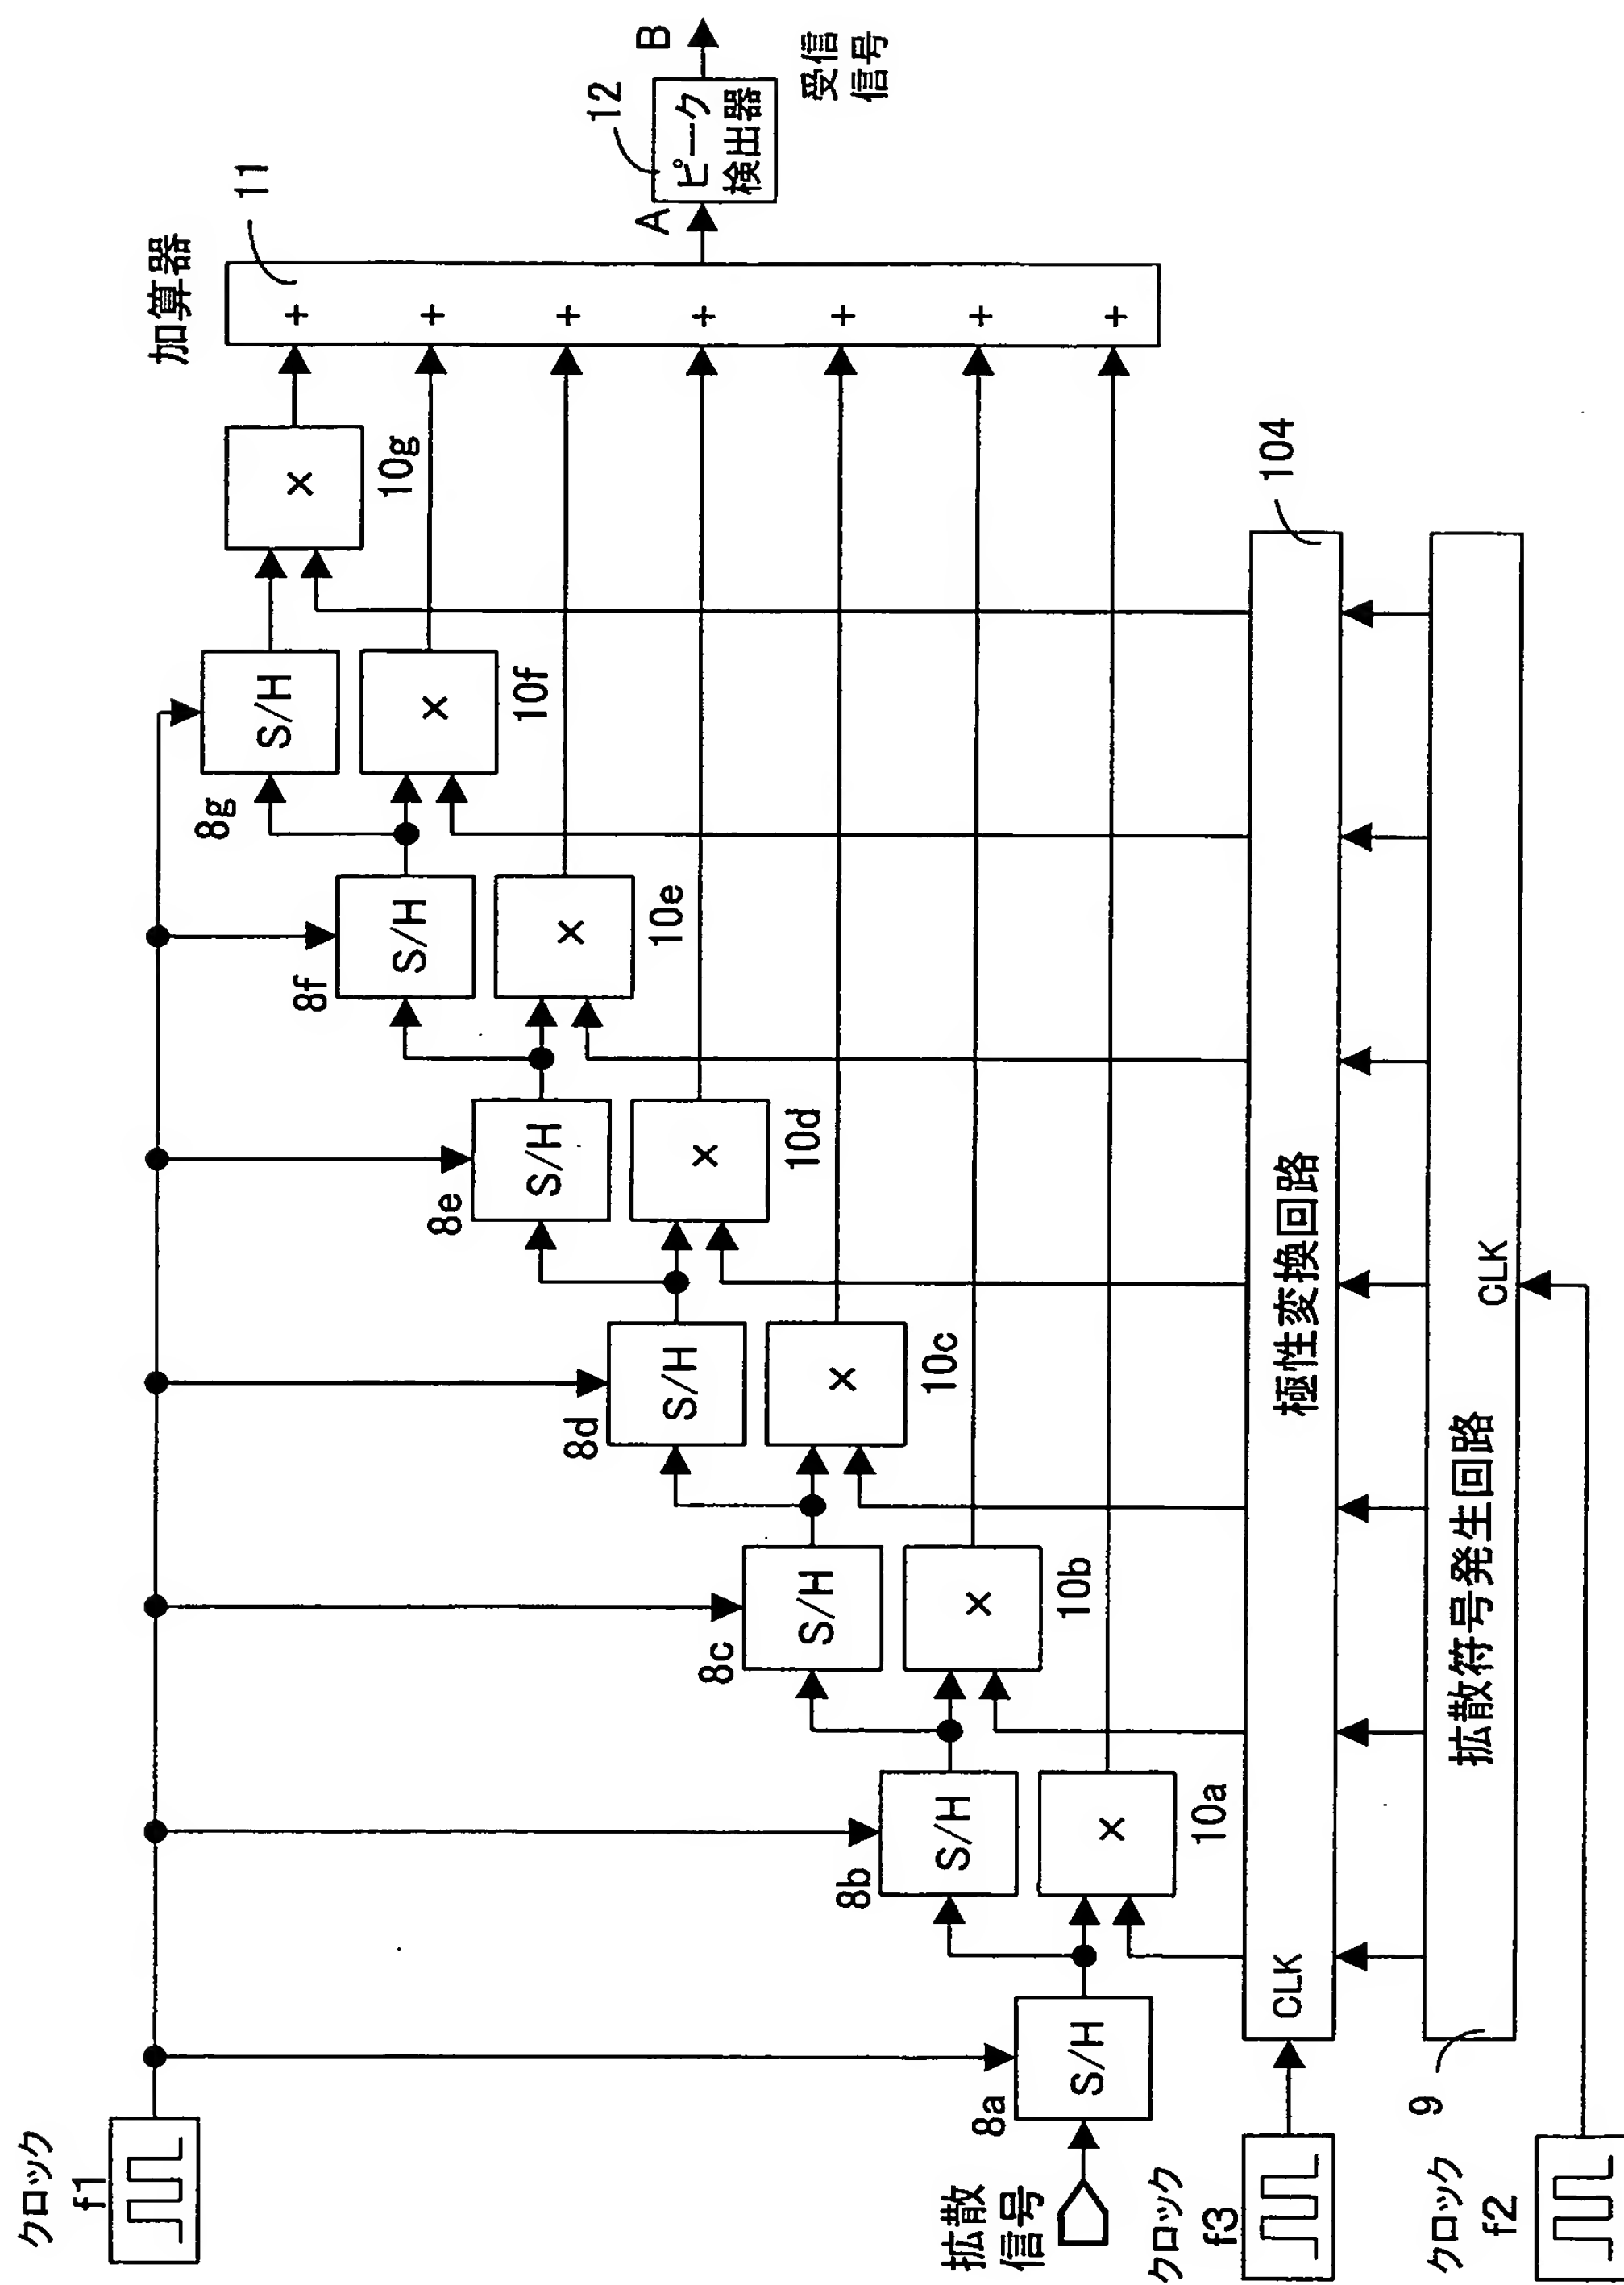 クロック
f1
加算器
11
+
+
+
+
+
+
+
A
12
ピーク
検出器
B
受信
信号
8g
S/H
×
10g
8f
S/H
×
10f
8e
S/H
×
10e
8d
S/H
×
10d
8c
S/H
×
10c
8b
S/H
×
10b
拡散
信号
8a
S/H
×
10a
クロック
f3
CLK
極性変換回路
104
クロック
f2
9
拡散符号発生回路
CLK